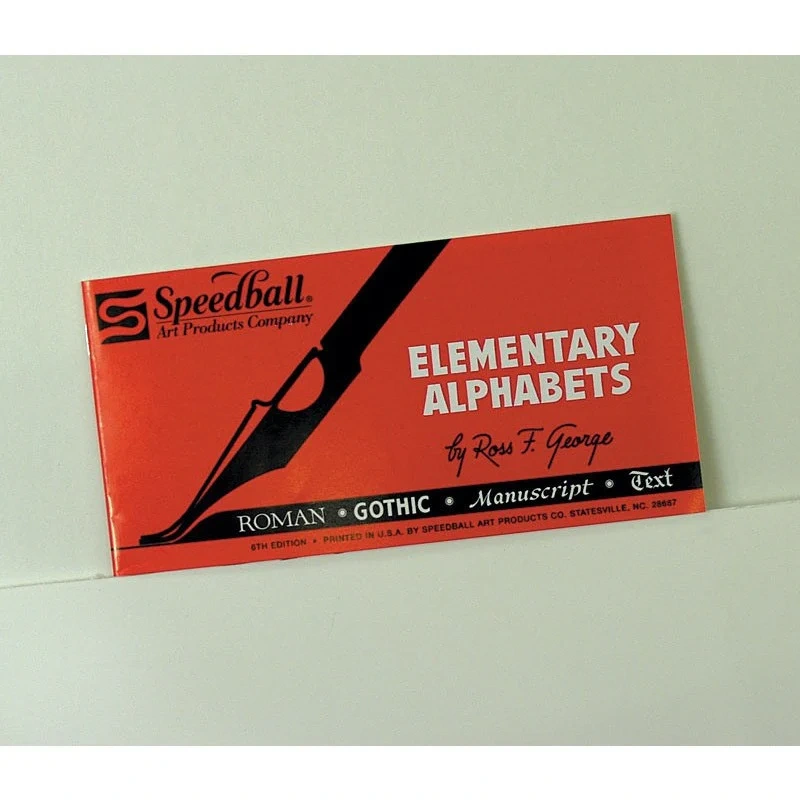 Speedball®
Art Products Company
ELEMENTARY
ALPHABETS
by Ross F. George
ROMAN • GOTHIC • Manuscript • Text
6TH EDITION • PRINTED IN U.S.A. BY SPEEDBALL ART PRODUCTS CO. STATESVILLE, NC. 28687